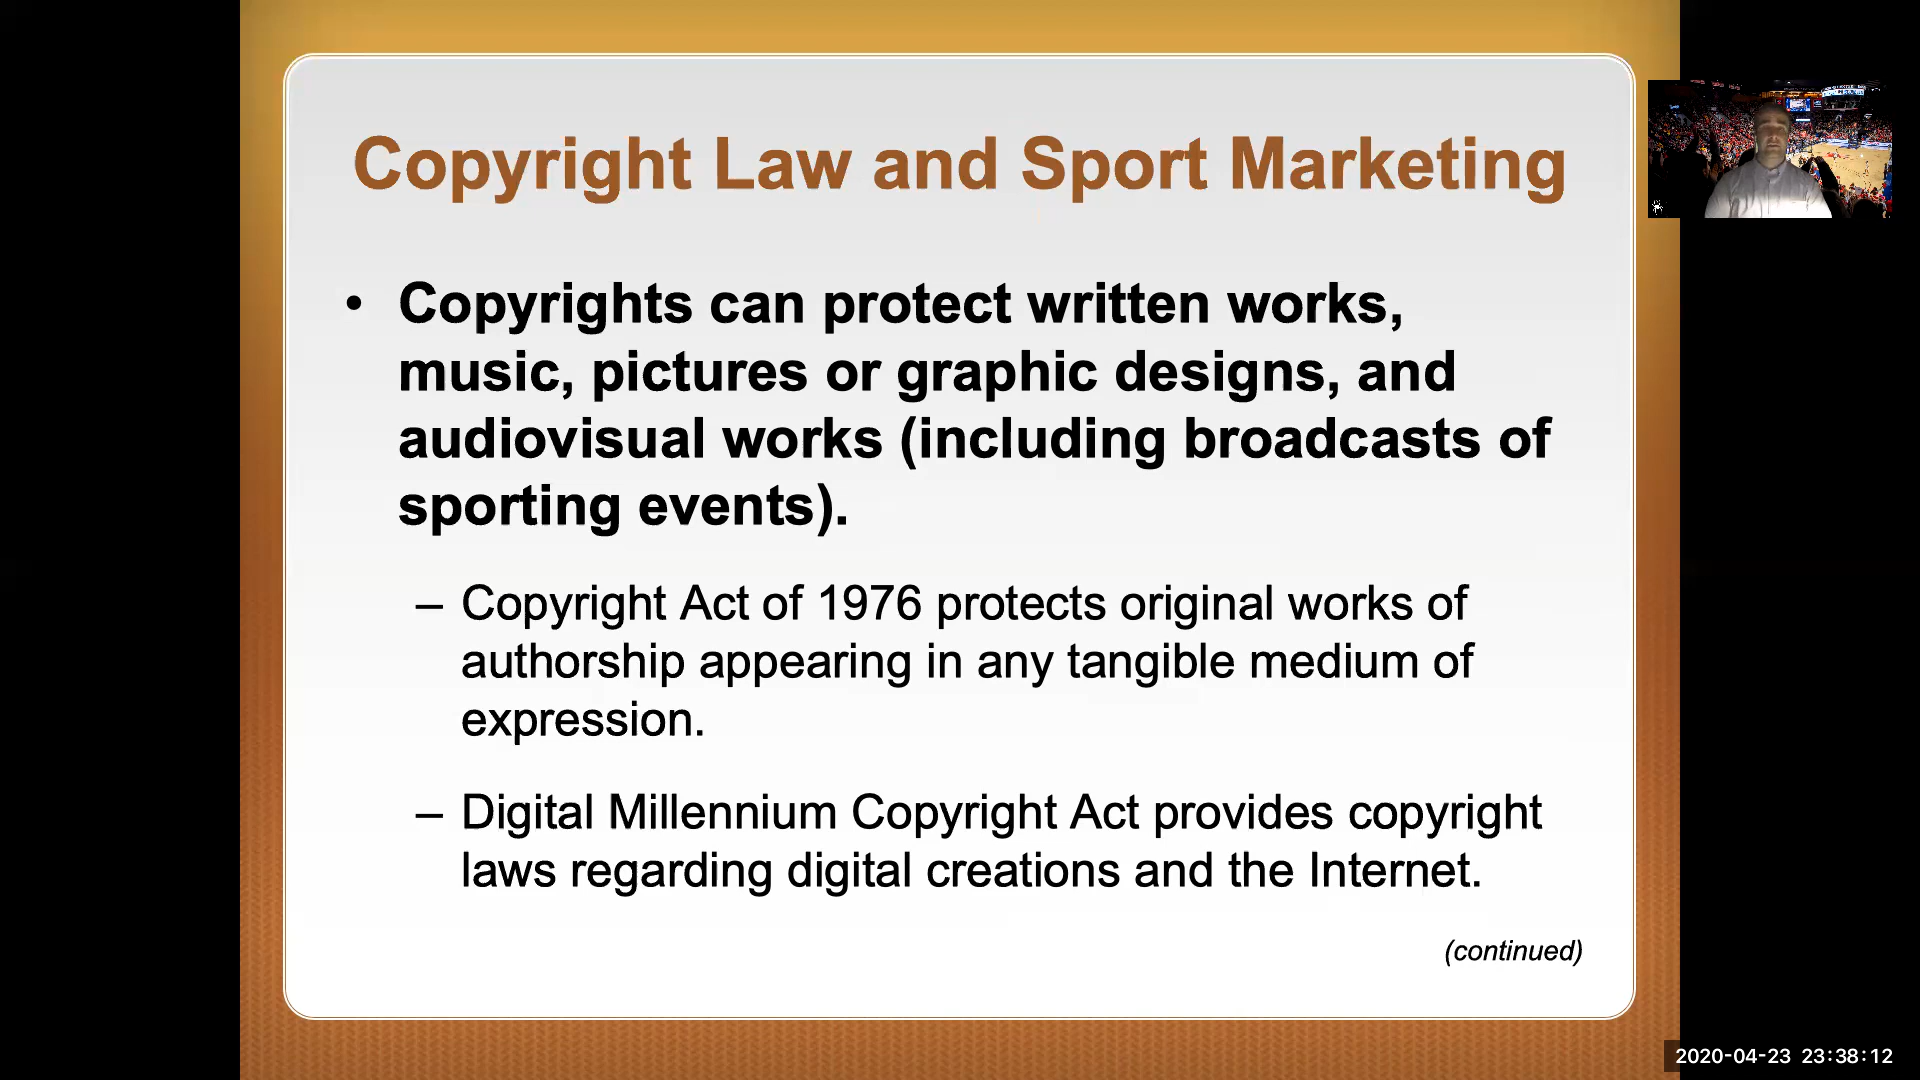 Copyright Law and Sport Marketing
• Copyrights can protect written works,
music, pictures or graphic designs, and
audiovisual works (including broadcasts of
sporting events).
– Copyright Act of 1976 protects original works of
authorship appearing in any tangible medium of
expression.
– Digital Millennium Copyright Act provides copyright
laws regarding digital creations and the Internet.
(continued)
2020-04-23 23:38:12